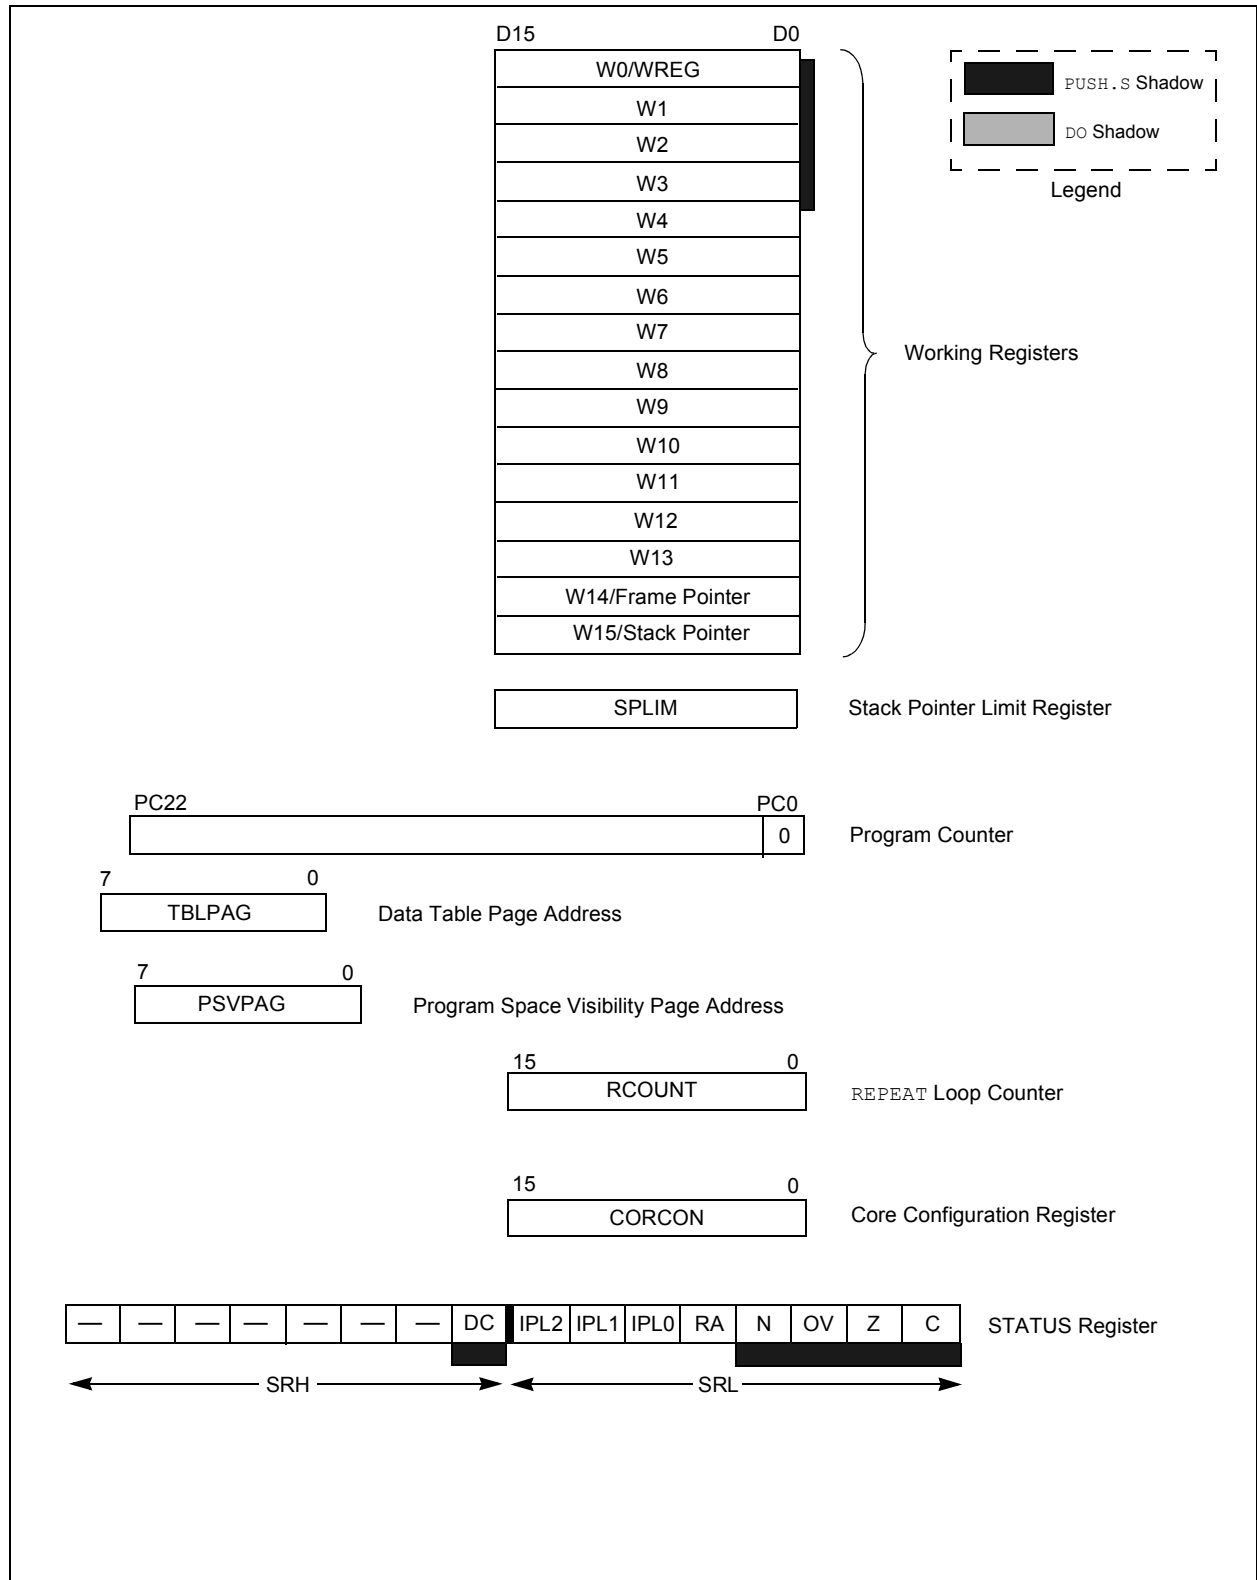 D15 D0
W0/WREG
W1
W2
W3
W4
W5
W6
W7
W8
W9
W10
W11
W12
W13
W14/Frame Pointer
W15/Stack Pointer
PUSH.S Shadow
DO Shadow
Legend
Working Registers
SPLIM Stack Pointer Limit Register
PC22 PC0
0 Program Counter
7 0
TBLPAG Data Table Page Address
7 0
PSVPAG Program Space Visibility Page Address
15 0
RCOUNT REPEAT Loop Counter
15 0
CORCON Core Configuration Register
— — — — — — — DC IPL2 IPL1 IPL0 RA N OV Z C STATUS Register
SRH SRL